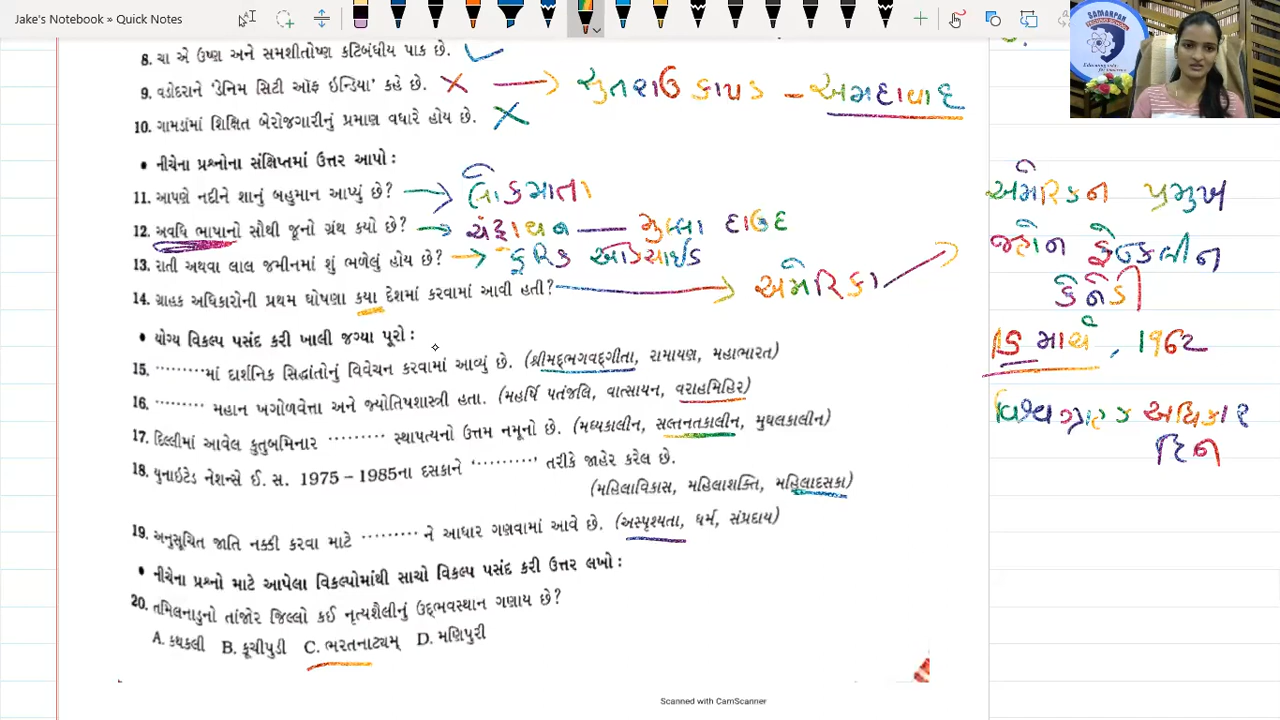 Jake's Notebook » Quick Notes
SAMARPAN
8. ચા એ ઉષ્ણ અને સમશીતોષ્ણ કટિબંધીય પાક છે.
9. વડોદરાને 'ડેનિમ સિટી ઑફ ઇન્ડિયા' કહે છે. → સુતરાઉ કાપડ – અમદાવાદ
10. ગામડાંમાં શિક્ષિત બેરોજગારીનું પ્રમાણ વધારે હોય છે.
• નીચેના પ્રશ્નોના સંક્ષિપ્તમાં ઉત્તર આપો :
11. આપણે નદીને શાનું બહુમાન આપ્યું છે? → લોકમાતા
12. અવધિ ભાષાનો સૌથી જૂનો ગ્રંથ કયો છે? → ચંદ્રાયન — મુલ્લા દાઉદ
13. રાતી અથવા લાલ જમીનમાં શું ભળેલું હોય છે? → ફેરિક ઑક્સાઇડ
14. ગ્રાહક અધિકારોની પ્રથમ ઘોષણા કયા દેશમાં કરવામાં આવી હતી? → અમેરિકા →
અમેરિકન પ્રમુખ
જ્હોન ફ્રેન્કલીન
કેનેડી
15 માર્ચ, 1962
વિશ્વ ગ્રાહક અધિકાર
દિન
• યોગ્ય વિકલ્પ પસંદ કરી ખાલી જગ્યા પૂરો :
15. ·········માં દાર્શનિક સિદ્ધાંતોનું વિવેચન કરવામાં આવ્યું છે. (શ્રીમદ્ભગવદ્ગીતા, રામાયણ, મહાભારત)
16. ········· મહાન ખગોળવેત્તા અને જ્યોતિષશાસ્ત્રી હતા. (મહર્ષિ પતંજલિ, વાત્સાયન, વરાહમિહિર)
17. દિલ્લીમાં આવેલ કુતુબમિનાર ········· સ્થાપત્યનો ઉત્તમ નમૂનો છે. (મધ્યકાલીન, સલ્તનતકાલીન, મુઘલકાલીન)
18. યુનાઇટેડ નેશન્સે ઈ. સ. 1975 – 1985ના દસકાને '·········' તરીકે જાહેર કરેલ છે.
(મહિલાવિકાસ, મહિલાશક્તિ, મહિલાદસકા)
19. અનુસૂચિત જાતિ નક્કી કરવા માટે ·········ને આધાર ગણવામાં આવે છે. (અસ્પૃશ્યતા, ધર્મ, સંપ્રદાય)
• નીચેના પ્રશ્નો માટે આપેલા વિકલ્પોમાંથી સાચો વિકલ્પ પસંદ કરી ઉત્તર લખો :
20. તમિલનાડુનો તાંજોર જિલ્લો કઈ નૃત્યશૈલીનું ઉદ્ભવસ્થાન ગણાય છે?
A. કથકલી B. કૂચીપુડી C. ભરતનાટ્યમ્ D. મણિપુરી
Scanned with CamScanner